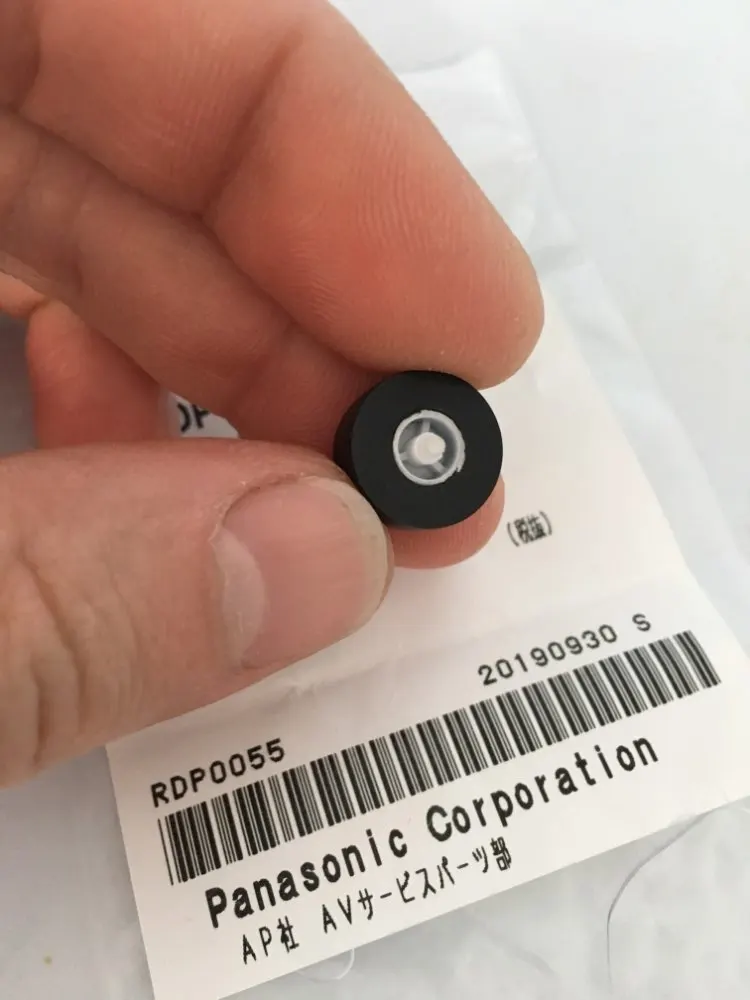 DP
(税抜)
20190930 S
RDP0055
Panasonic Corporation
AP社 AVサービスパーツ部